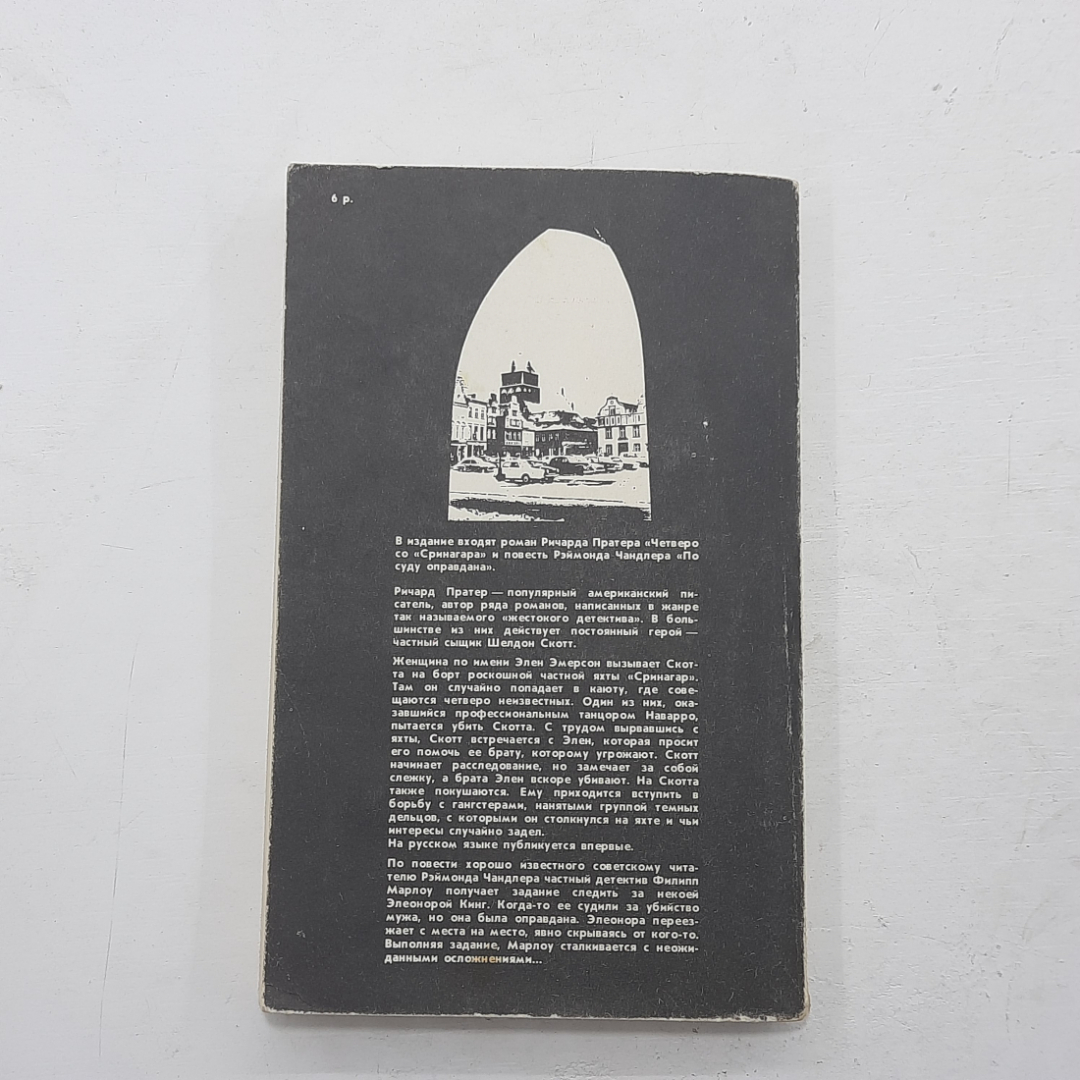 6 р.
В издание входят роман Ричарда Пратера «Четверо
со «Сринагара» и повесть Рэймонда Чандлера «По
суду оправдана».
Ричард Пратер — популярный американский пи-
сатель, автор ряда романов, написанных в жанре
так называемого «жестокого детектива». В боль-
шинстве из них действует постоянный герой —
частный сыщик Шелдон Скотт.
Женщина по имени Элен Эмерсон вызывает Скот-
та на борт роскошной частной яхты «Сринагар».
Там он случайно попадает в каюту, где сове-
щаются четверо неизвестных. Один из них, ока-
завшийся профессиональным танцором Наварро,
пытается убить Скотта. С трудом вырвавшись с
яхты, Скотт встречается с Элен, которая просит
его помочь ее брату, которому угрожают. Скотт
начинает расследование, но замечает за собой
слежку, а брата Элен вскоре убивают. На Скотта
также покушаются. Ему приходится вступить в
борьбу с гангстерами, нанятыми группой темных
дельцов, с которыми он столкнулся на яхте и чьи
интересы случайно задел.
На русском языке публикуется впервые.
По повести хорошо известного советскому чита-
телю Рэймонда Чандлера частный детектив Филипп
Марлоу получает задание следить за некоей
Элеонорой Кинг. Когда-то ее судили за убийство
мужа, но она была оправдана. Элеонора переез-
жает с места на место, явно скрываясь от кого-то.
Выполняя задание, Марлоу сталкивается с неожи-
данными осложнениями...